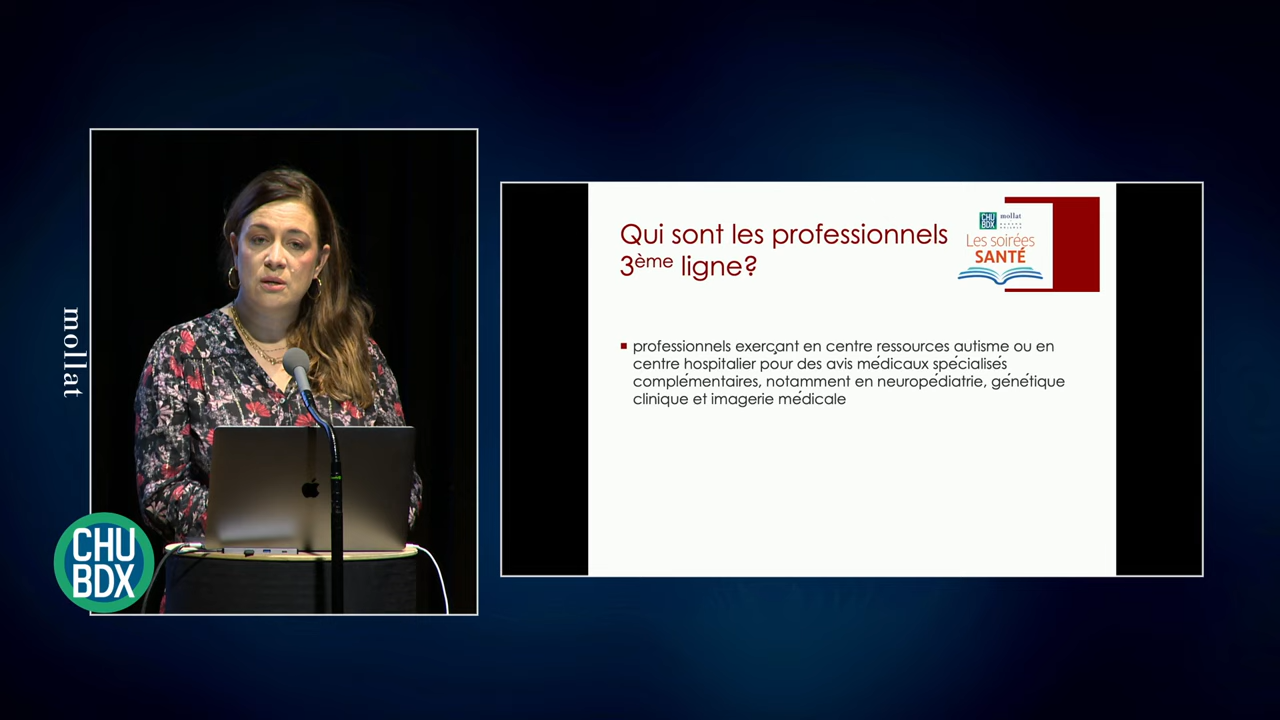 mollat
CHU
BDX
Qui sont les professionnels
3ème ligne?
CHU
BDX
mollat
Les soirées
SANTÉ
professionnels exerçant en centre ressources autisme ou en
centre hospitalier pour des avis médicaux spécialisés
complémentaires, notamment en neuropédiatrie, génétique
clinique et imagerie médicale